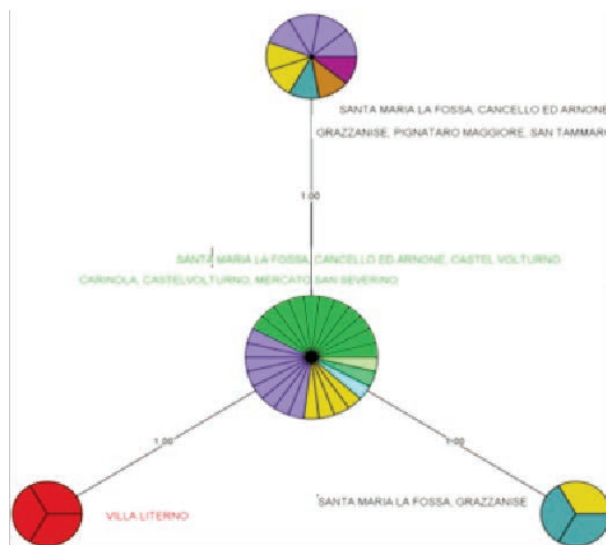 SANTA MARIA LA FOSSA, CANCELLO ED ARNONE
GRAZZANISE, PIGNATARO MAGGIORE, SAN TAMMARO
1.00
SANTA MARIA LA FOSSA, CANCELLO ED ARNONE, CASTEL VOLTURNO
CARINOLA, CASTELVOLTURNO, MERCATO SAN SEVERINO
1.00
1.00
VILLA LITERNO
SANTA MARIA LA FOSSA, GRAZZANISE